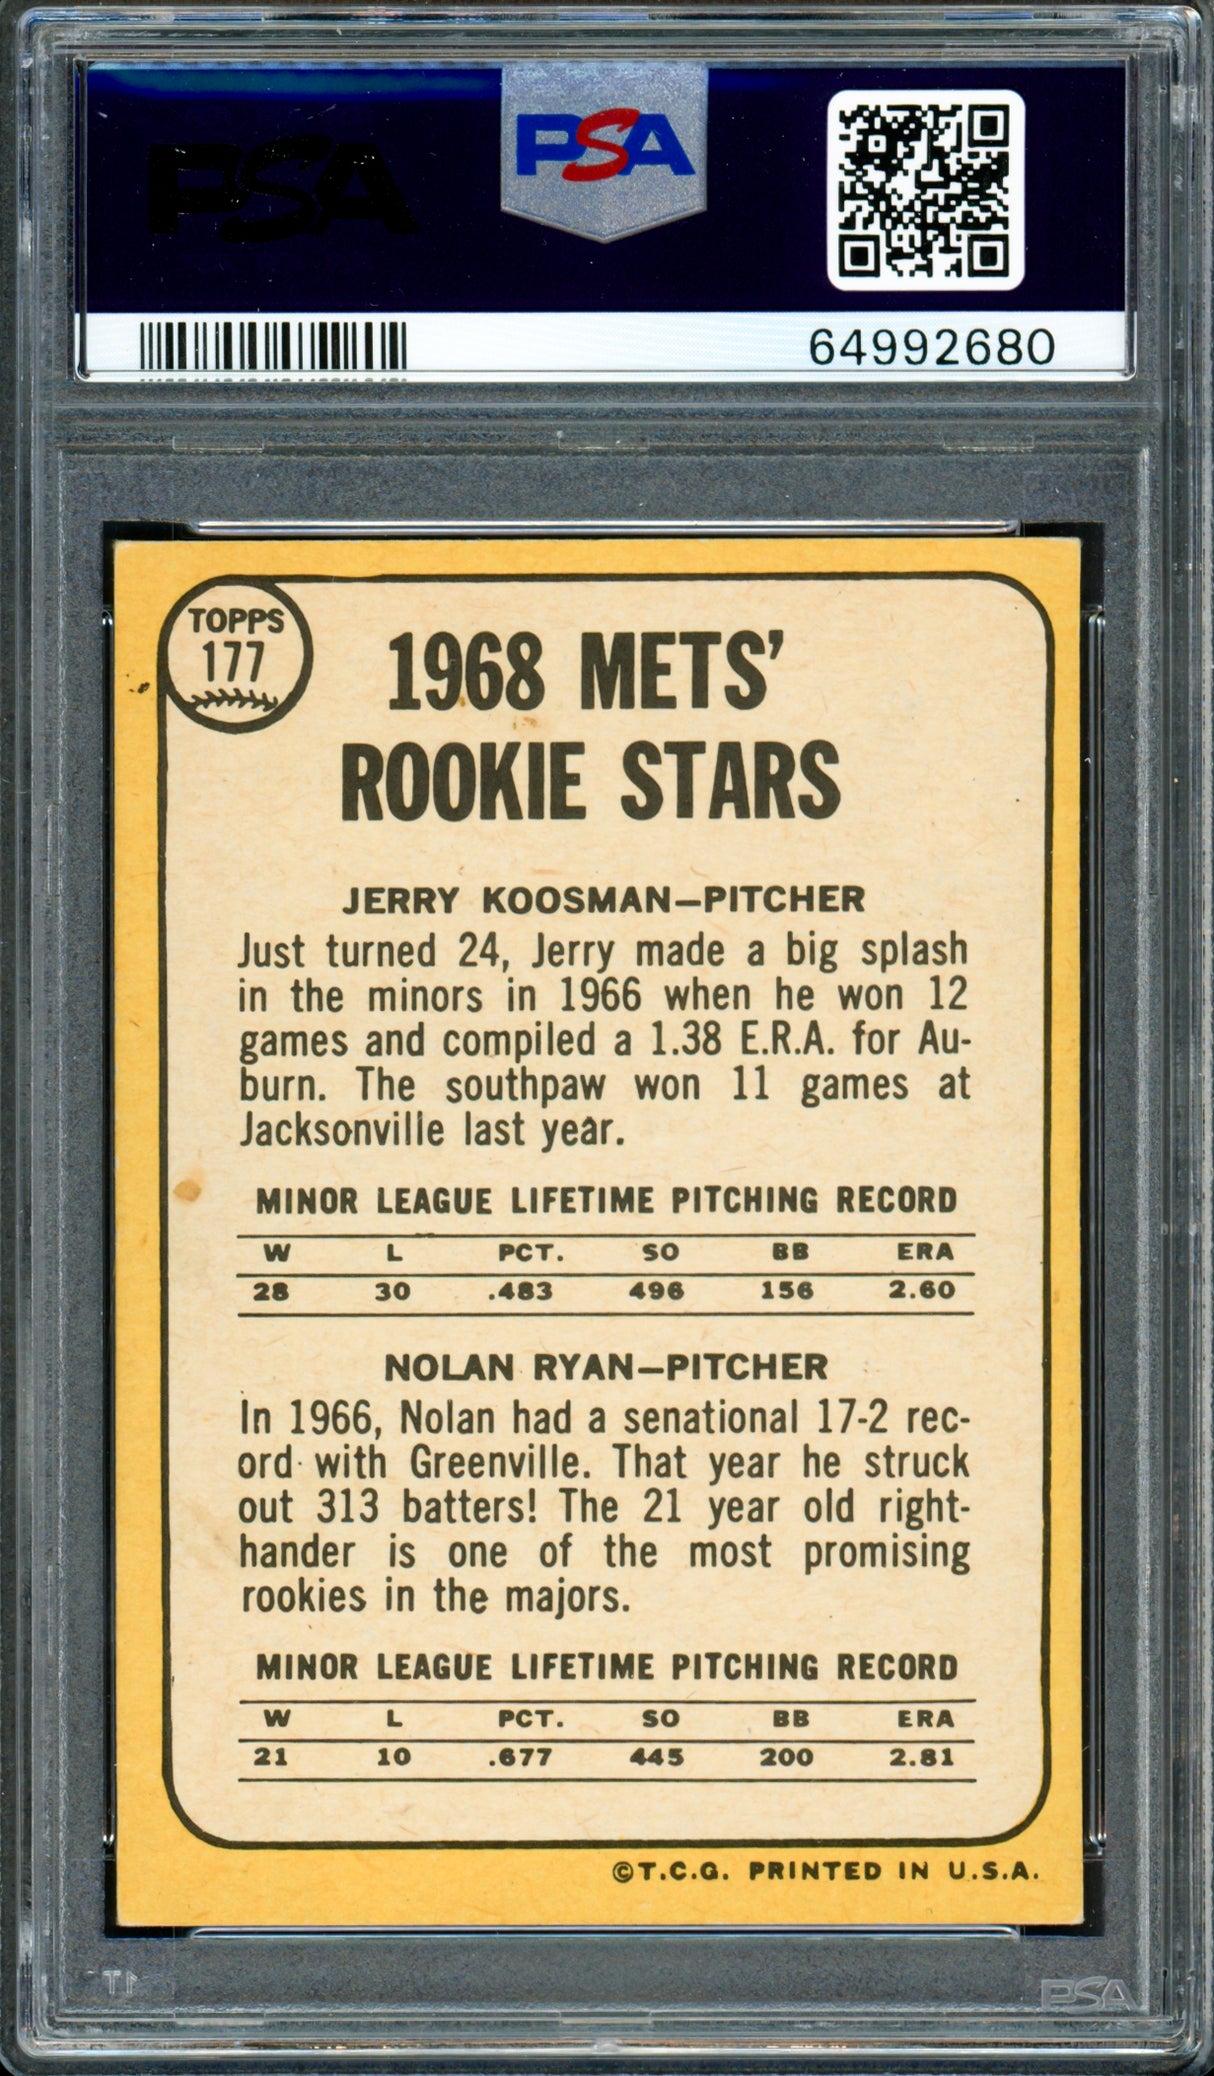 PSA
PSA
64992680
TOPPS
177
1968 METS'
ROOKIE STARS
JERRY KOOSMAN—PITCHER
Just turned 24, Jerry made a big splash
in the minors in 1966 when he won 12
games and compiled a 1.38 E.R.A. for Au-
burn. The southpaw won 11 games at
Jacksonville last year.
MINOR LEAGUE LIFETIME PITCHING RECORD
W L PCT. SO BB ERA
28 30 .483 496 156 2.60
NOLAN RYAN—PITCHER
In 1966, Nolan had a senational 17-2 rec-
ord with Greenville. That year he struck
out 313 batters! The 21 year old right-
hander is one of the most promising
rookies in the majors.
MINOR LEAGUE LIFETIME PITCHING RECORD
W L PCT. SO BB ERA
21 10 .677 445 200 2.81
©T.C.G. PRINTED IN U.S.A.
PSA